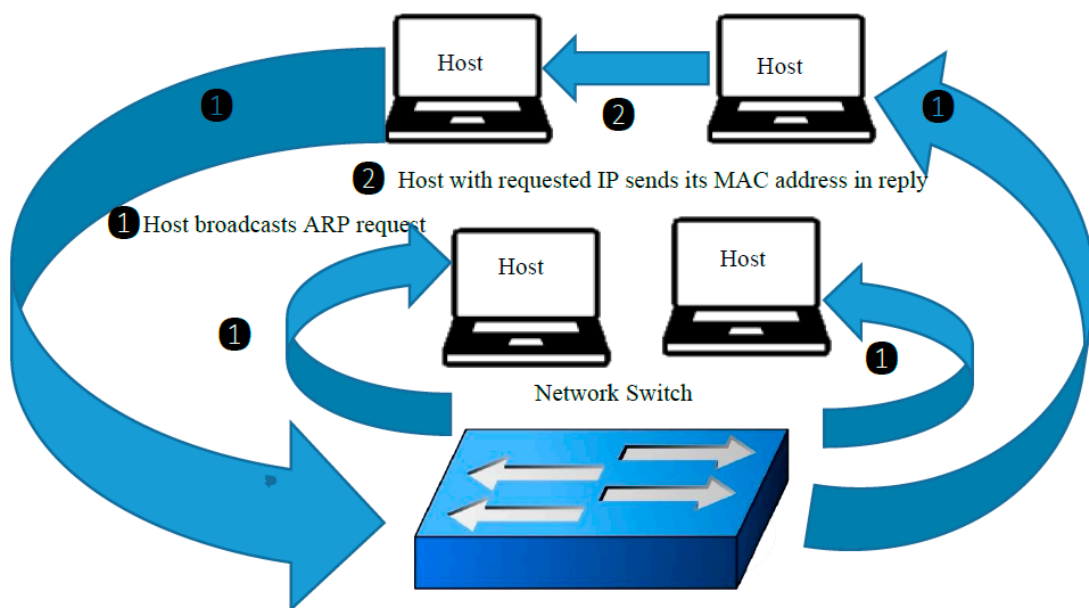 Host
Host
1
1
2
2 Host with requested IP sends its MAC address in reply
1 Host broadcasts ARP request
Host
Host
1
1
Network Switch